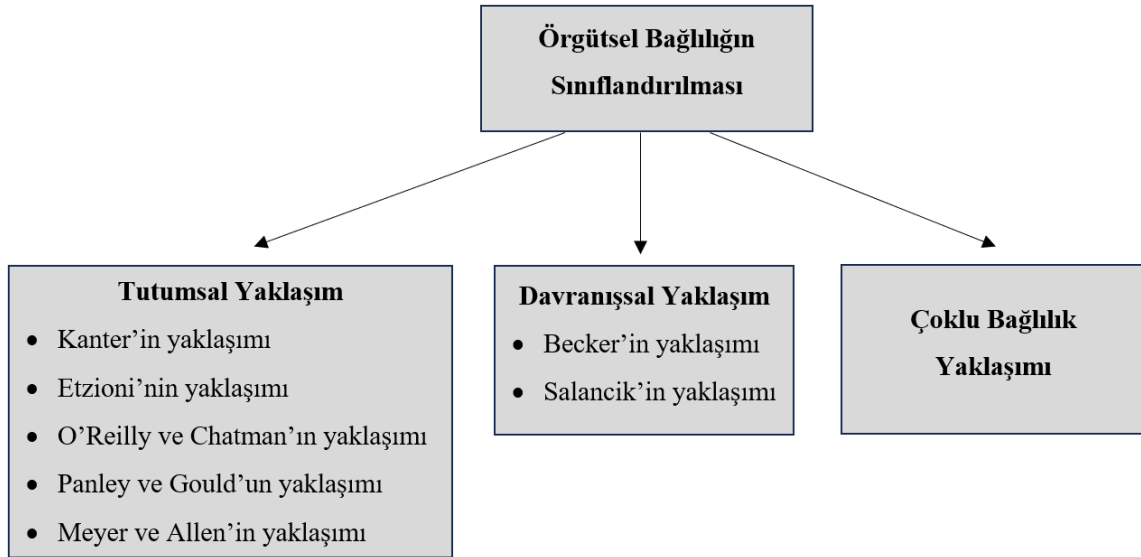 Örgütsel Bağlılığın
Sınıflandırılması
Tutumsal Yaklaşım
• Kanter’in yaklaşımı
• Etzioni’nin yaklaşımı
• O’Reilly ve Chatman’ın yaklaşımı
• Panley ve Gould’un yaklaşımı
• Meyer ve Allen’in yaklaşımı
Davranışsal Yaklaşım
• Becker’in yaklaşımı
• Salancik’in yaklaşımı
Çoklu Bağlılık
Yaklaşımı